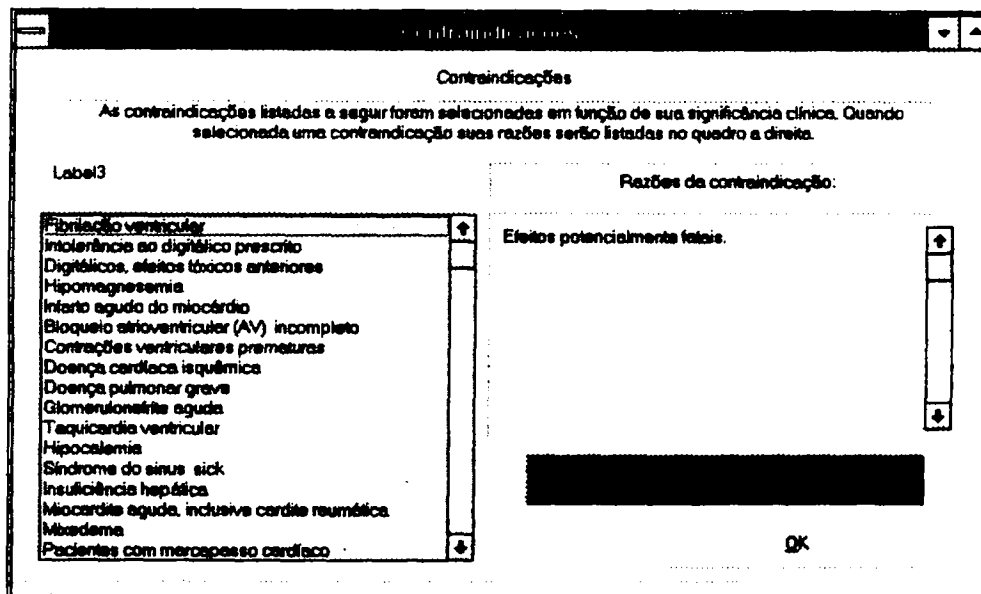 Contraindicações
Contraindicações
As contraindicações listadas a seguir foram selecionadas em função de sua significância clínica. Quando
selecionada uma contraindicação suas razões serão listadas no quadro a direita.
Label3
Razões da contraindicação:
Fibrilação ventricular
Intolerância ao digitálico prescrito
Digitálicos, efeitos tóxicos anteriores
Hipomagnesemia
Infarto agudo do miocárdio
Bloqueio atrioventricular (AV) incompleto
Contrações ventriculares prematuras
Doença cardíaca isquêmica
Doença pulmonar grave
Glomerulonefrite aguda
Taquicardia ventricular
Hipocalemia
Síndrome do sinus sick
Insuficiência hepática
Miocardite aguda, inclusive cardite reumática
Mixedema
Pacientes com marcapasso cardíaco
Efeitos potencialmente fatais.
OK